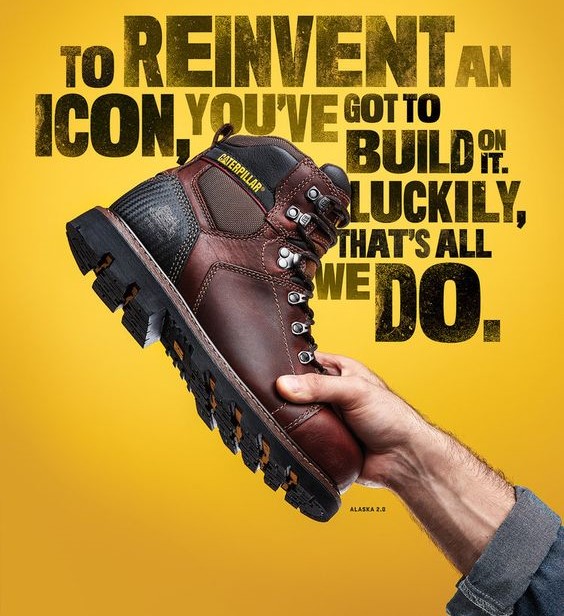 TO REINVENT AN
ICON, YOU'VE GOT TO
BUILD ON IT.
LUCKILY,
THAT'S ALL
WE DO.
CATERPILLAR
ALASKA 2.0